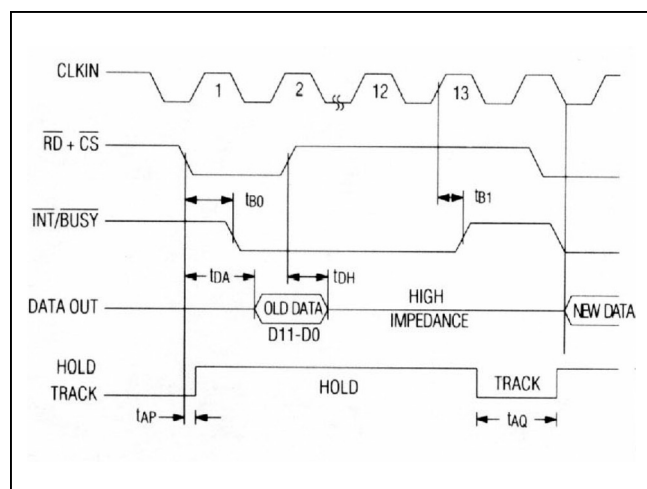 CLKIN
1 2 12 13
RD + CS
tB0
tB1
INT/BUSY
tDA
tDH
DATA OUT
OLD DATA
D11-D0
HIGH
IMPEDANCE
NEW DATA
HOLD
TRACK
HOLD
TRACK
tAP
tAQ